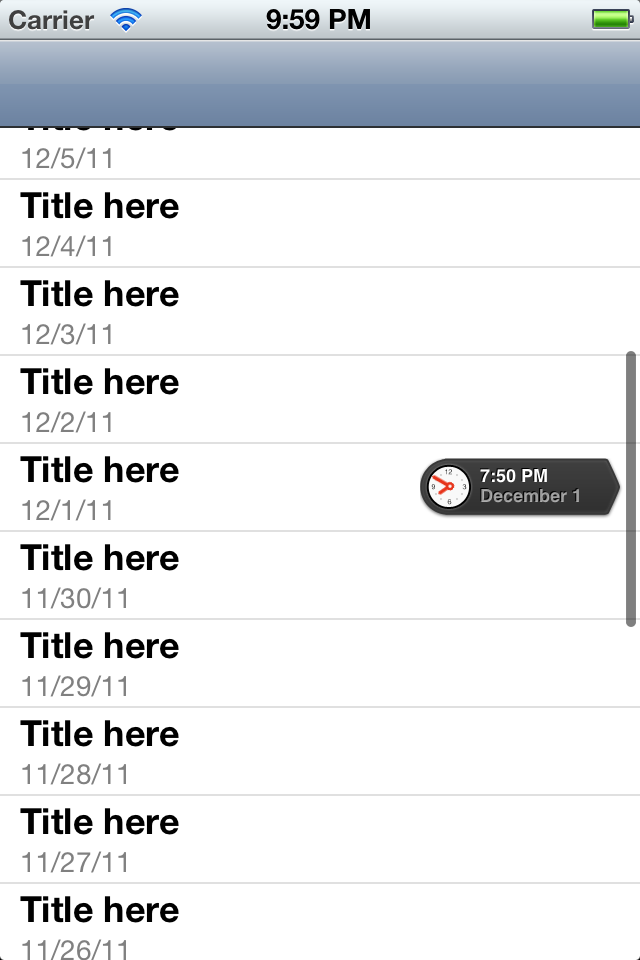 Carrier 9:59 PM
Title here
12/5/11
Title here
12/4/11
Title here
12/3/11
Title here
12/2/11
Title here
12/1/11
12
9 3
6
7:50 PM
December 1
Title here
11/30/11
Title here
11/29/11
Title here
11/28/11
Title here
11/27/11
Title here
11/26/11